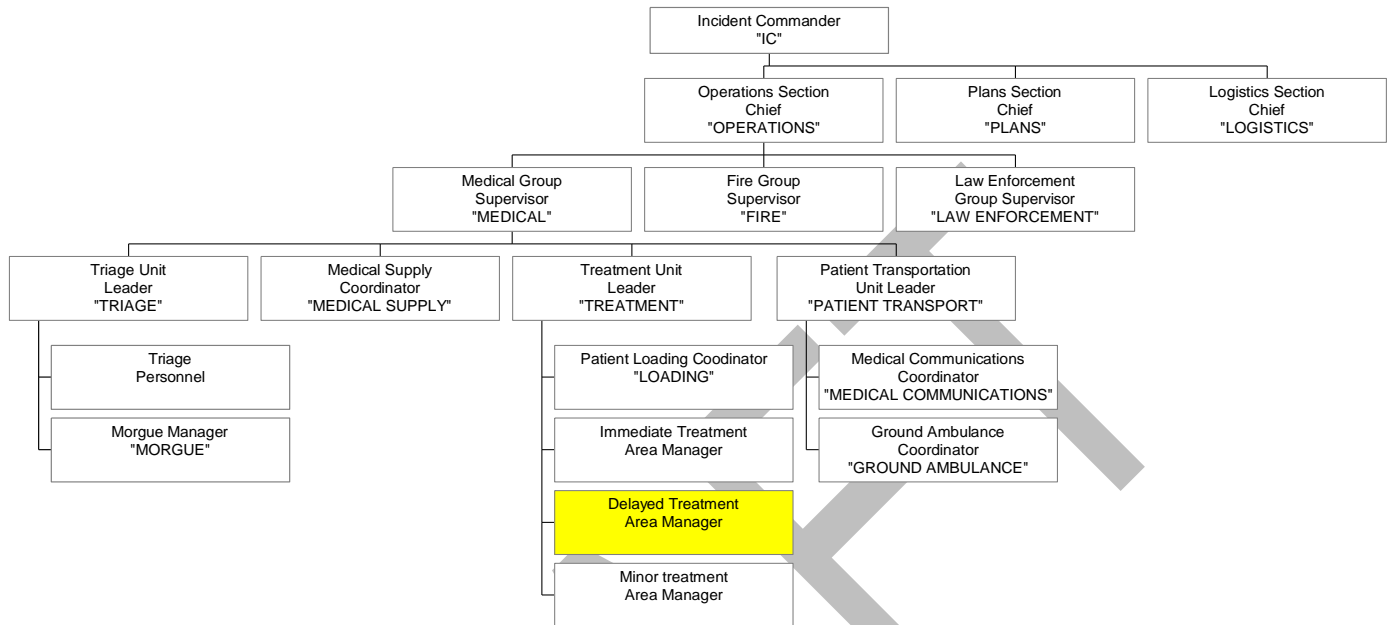 Incident Commander
"IC"
Operations Section
Chief
"OPERATIONS"
Plans Section
Chief
"PLANS"
Logistics Section
Chief
"LOGISTICS"
Medical Group
Supervisor
"MEDICAL"
Fire Group
Supervisor
"FIRE"
Law Enforcement
Group Supervisor
"LAW ENFORCEMENT"
Triage Unit
Leader
"TRIAGE"
Medical Supply
Coordinator
"MEDICAL SUPPLY"
Treatment Unit
Leader
"TREATMENT"
Patient Transportation
Unit Leader
"PATIENT TRANSPORT"
Triage
Personnel
Morgue Manager
"MORGUE"
Patient Loading Coodinator
"LOADING"
Immediate Treatment
Area Manager
Delayed Treatment
Area Manager
Minor treatment
Area Manager
Medical Communications
Coordinator
"MEDICAL COMMUNICATIONS"
Ground Ambulance
Coordinator
"GROUND AMBULANCE"